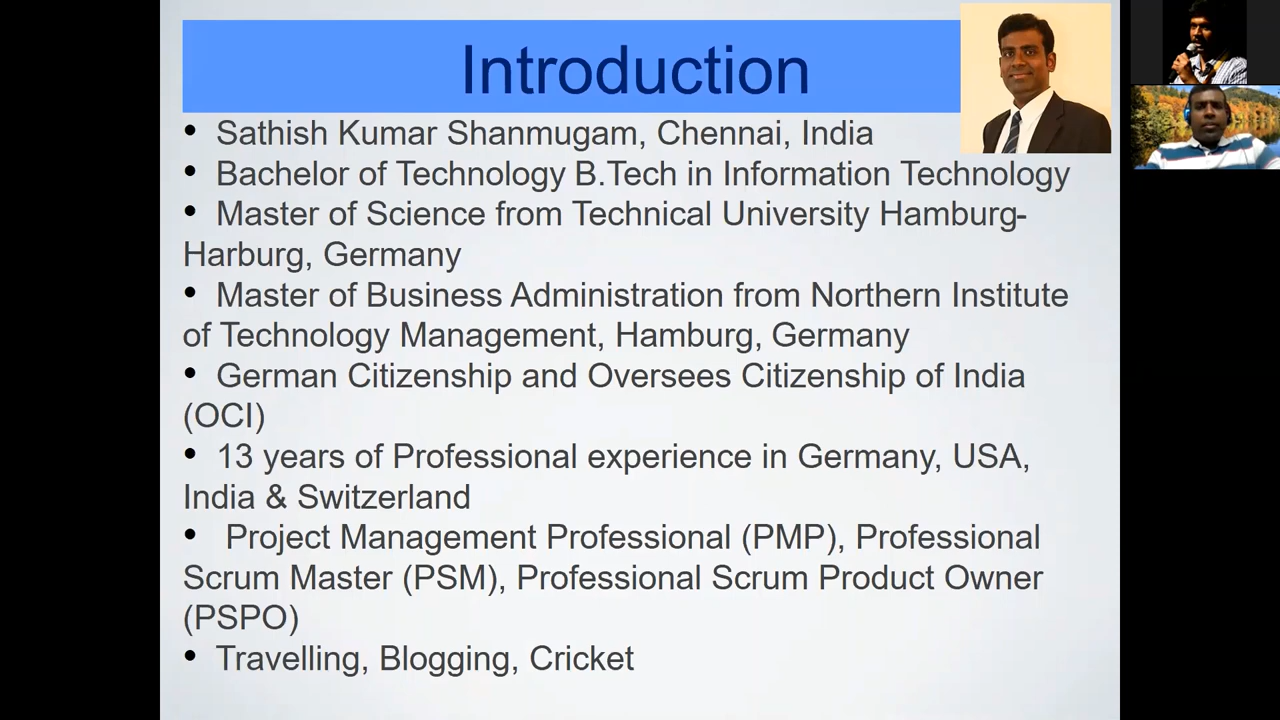 Introduction
• Sathish Kumar Shanmugam, Chennai, India
• Bachelor of Technology B.Tech in Information Technology
• Master of Science from Technical University Hamburg-
Harburg, Germany
• Master of Business Administration from Northern Institute
of Technology Management, Hamburg, Germany
• German Citizenship and Oversees Citizenship of India
(OCI)
• 13 years of Professional experience in Germany, USA,
India & Switzerland
• Project Management Professional (PMP), Professional
Scrum Master (PSM), Professional Scrum Product Owner
(PSPO)
• Travelling, Blogging, Cricket